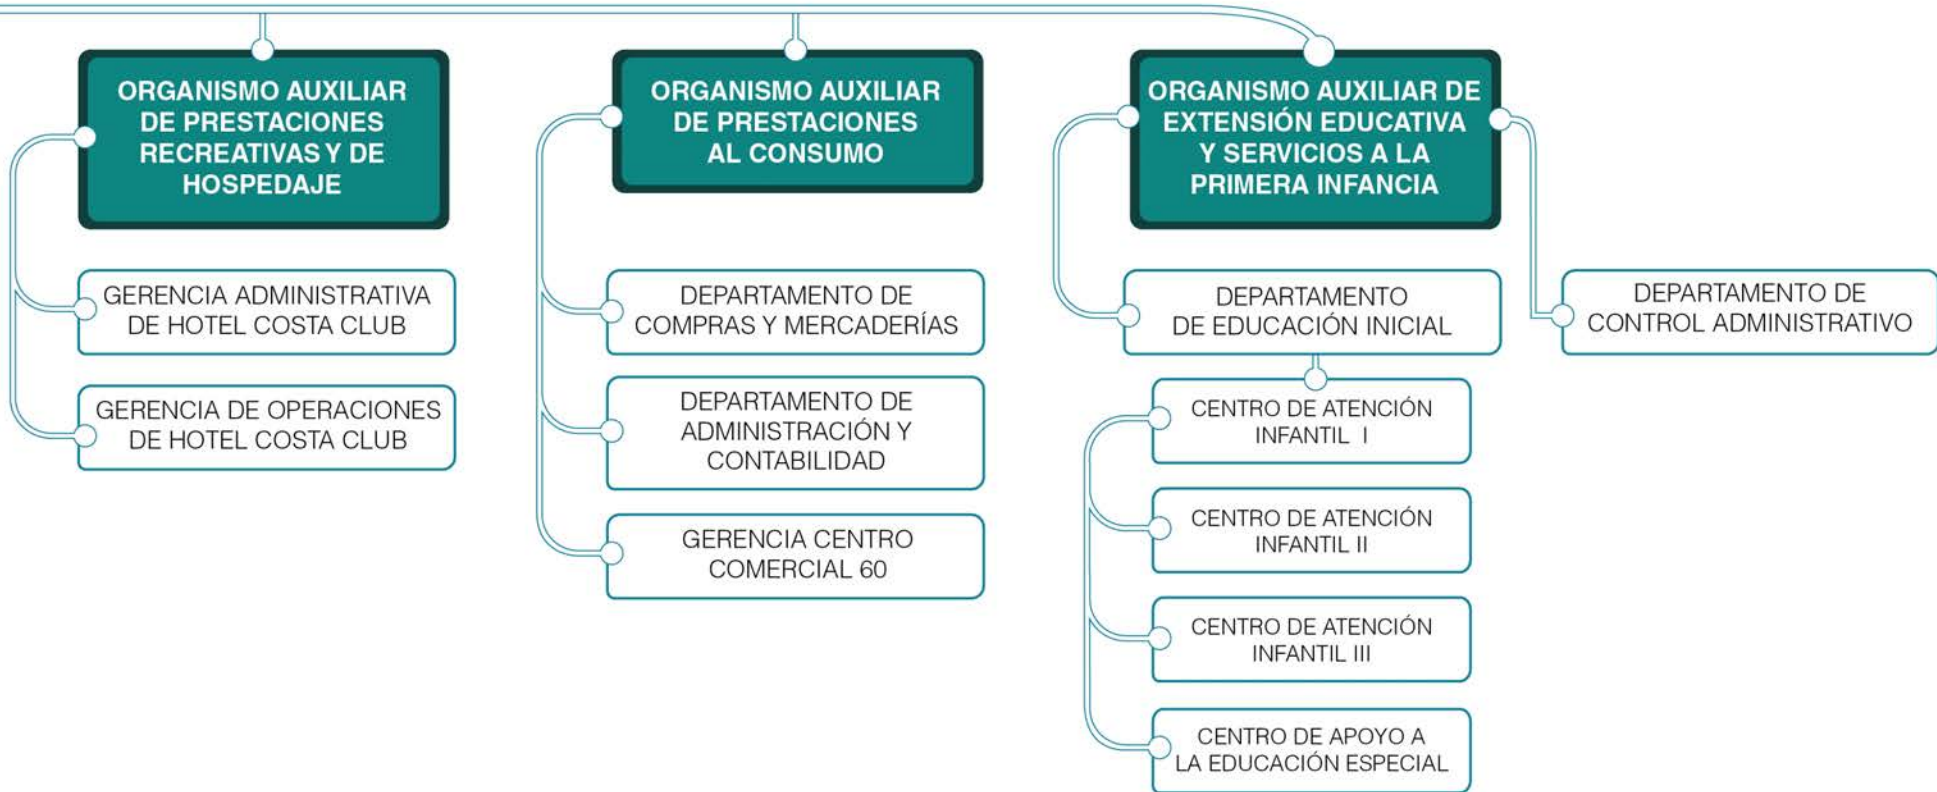 ORGANISMO AUXILIAR
DE PRESTACIONES
RECREATIVAS Y DE
HOSPEDAJE
GERENCIA ADMINISTRATIVA
DE HOTEL COSTA CLUB
GERENCIA DE OPERACIONES
DE HOTEL COSTA CLUB
ORGANISMO AUXILIAR
DE PRESTACIONES
AL CONSUMO
DEPARTAMENTO DE
COMPRAS Y MERCADERÍAS
DEPARTAMENTO DE
ADMINISTRACIÓN Y
CONTABILIDAD
GERENCIA CENTRO
COMERCIAL 60
ORGANISMO AUXILIAR DE
EXTENSIÓN EDUCATIVA
Y SERVICIOS A LA
PRIMERA INFANCIA
DEPARTAMENTO
DE EDUCACIÓN INICIAL
CENTRO DE ATENCIÓN
INFANTIL I
CENTRO DE ATENCIÓN
INFANTIL II
CENTRO DE ATENCIÓN
INFANTIL III
CENTRO DE APOYO A
LA EDUCACIÓN ESPECIAL
DEPARTAMENTO DE
CONTROL ADMINISTRATIVO